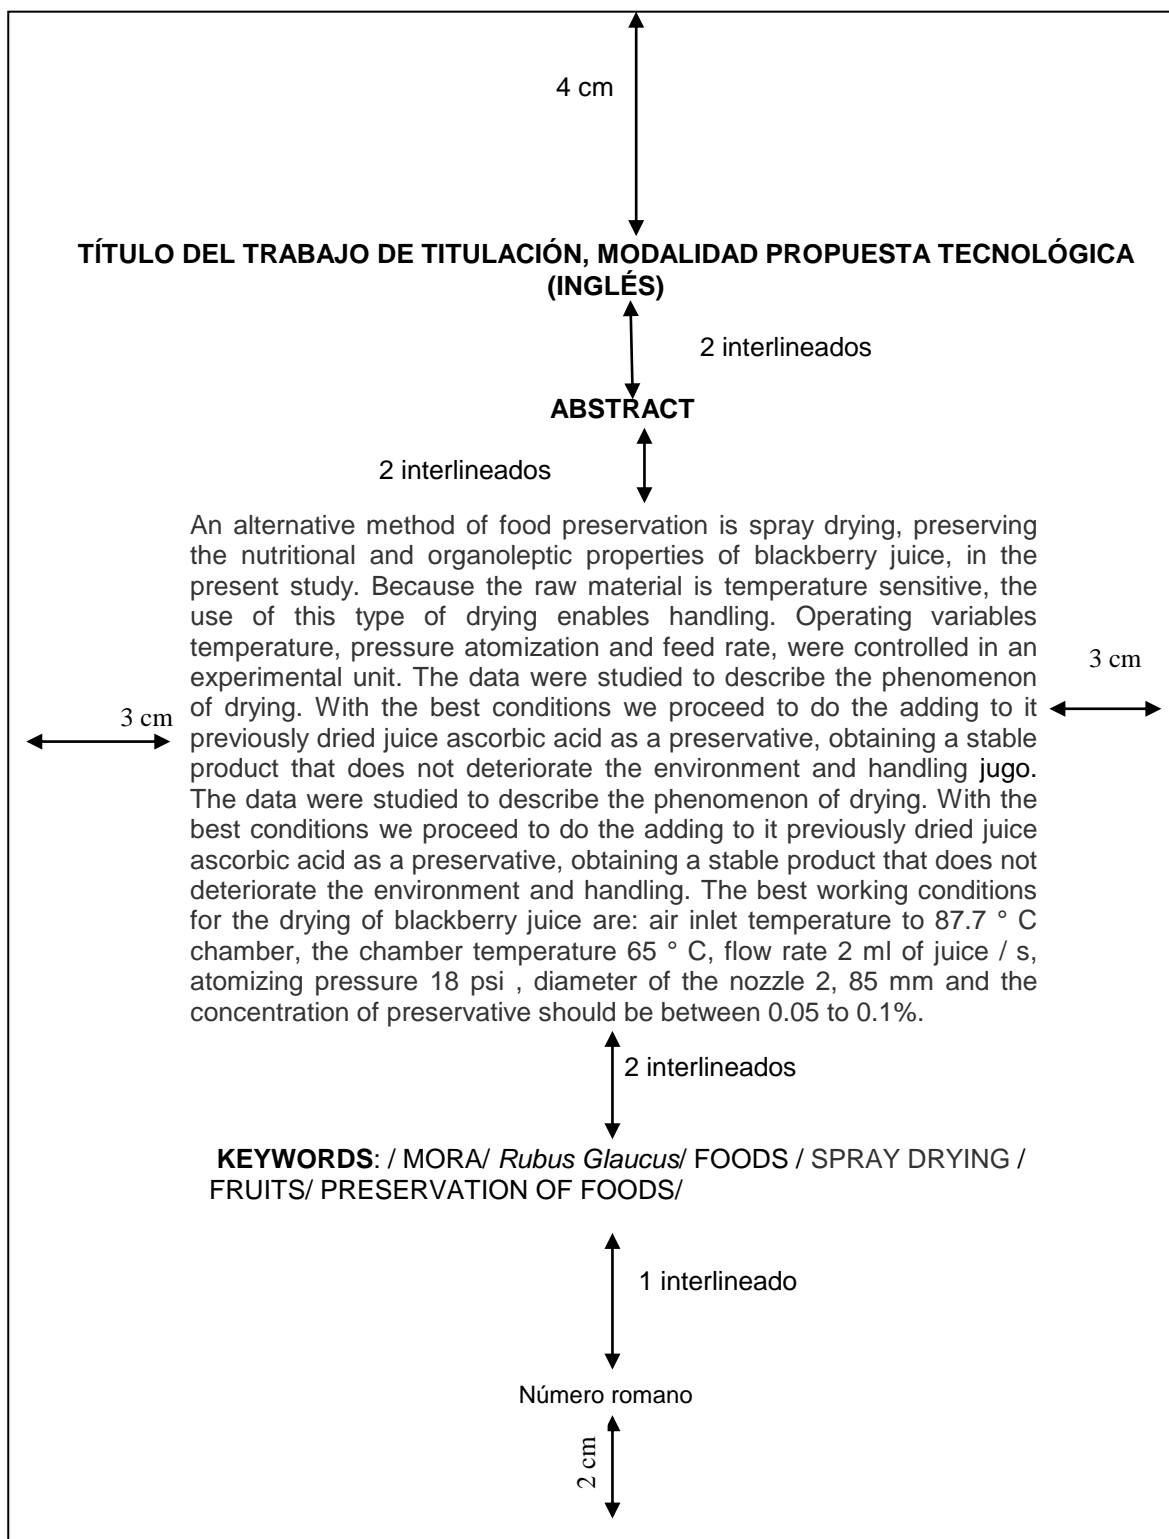 4 cm
TÍTULO DEL TRABAJO DE TITULACIÓN, MODALIDAD PROPUESTA TECNOLÓGICA
(INGLÉS)
2 interlineados
ABSTRACT
2 interlineados
An alternative method of food preservation is spray drying, preserving
the nutritional and organoleptic properties of blackberry juice, in the
present study. Because the raw material is temperature sensitive, the
use of this type of drying enables handling. Operating variables
temperature, pressure atomization and feed rate, were controlled in an
experimental unit. The data were studied to describe the phenomenon
of drying. With the best conditions we proceed to do the adding to it
previously dried juice ascorbic acid as a preservative, obtaining a stable
product that does not deteriorate the environment and handling jugo.
The data were studied to describe the phenomenon of drying. With the
best conditions we proceed to do the adding to it previously dried juice
ascorbic acid as a preservative, obtaining a stable product that does not
deteriorate the environment and handling. The best working conditions
for the drying of blackberry juice are: air inlet temperature to 87.7 ° C
chamber, the chamber temperature 65 ° C, flow rate 2 ml of juice / s,
atomizing pressure 18 psi , diameter of the nozzle 2, 85 mm and the
concentration of preservative should be between 0.05 to 0.1%.
3 cm
3 cm
2 interlineados
KEYWORDS: / MORA/ Rubus Glaucus/ FOODS / SPRAY DRYING /
FRUITS/ PRESERVATION OF FOODS/
1 interlineado
Número romano
2 cm